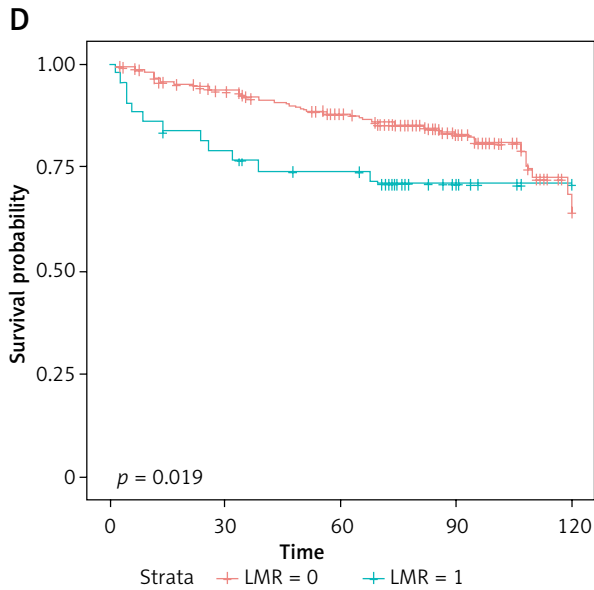 D
Survival probability
1.00
0.75
0.50
0.25
0
p = 0.019
0 30 60 90 120
Time
Strata LMR = 0 LMR = 1